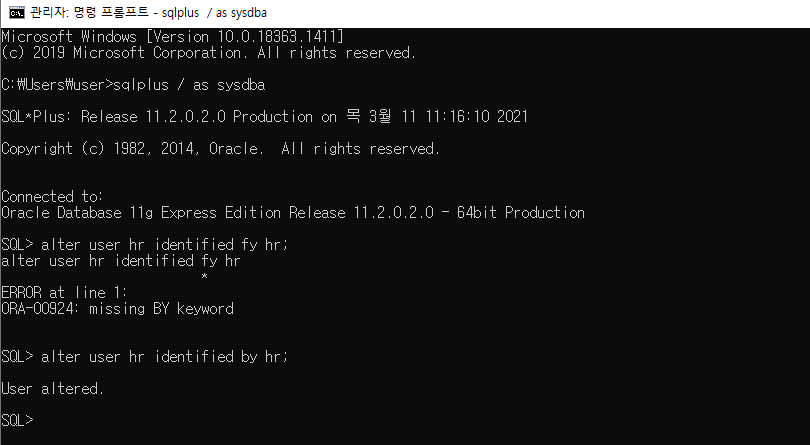 관리자: 명령 프롬프트 - sqlplus  / as sysdba
Microsoft Windows [Version 10.0.18363.1411]
(c) 2019 Microsoft Corporation. All rights reserved.
C:₩Users₩user>sqlplus / as sysdba
SQL*Plus: Release 11.2.0.2.0 Production on 목 3월 11 11:16:10 2021
Copyright (c) 1982, 2014, Oracle.  All rights reserved.
Connected to:
Oracle Database 11g Express Edition Release 11.2.0.2.0 - 64bit Production
SQL> alter user hr identified fy hr;
alter user hr identified fy hr
*
ERROR at line 1:
ORA-00924: missing BY keyword
SQL> alter user hr identified by hr;
User altered.
SQL>